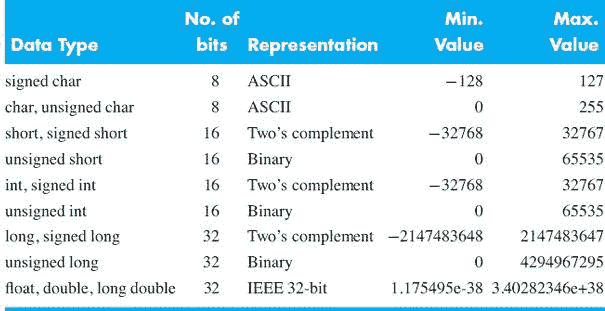 No. of Min. Max.
Data Type bits Representation Value Value
signed char 8 ASCII −128 127
char, unsigned char 8 ASCII 0 255
short, signed short 16 Two's complement −32768 32767
unsigned short 16 Binary 0 65535
int, signed int 16 Two's complement −32768 32767
unsigned int 16 Binary 0 65535
long, signed long 32 Two's complement −2147483648 2147483647
unsigned long 32 Binary 0 4294967295
float, double, long double 32 IEEE 32-bit 1.175495e-38 3.40282346e+38